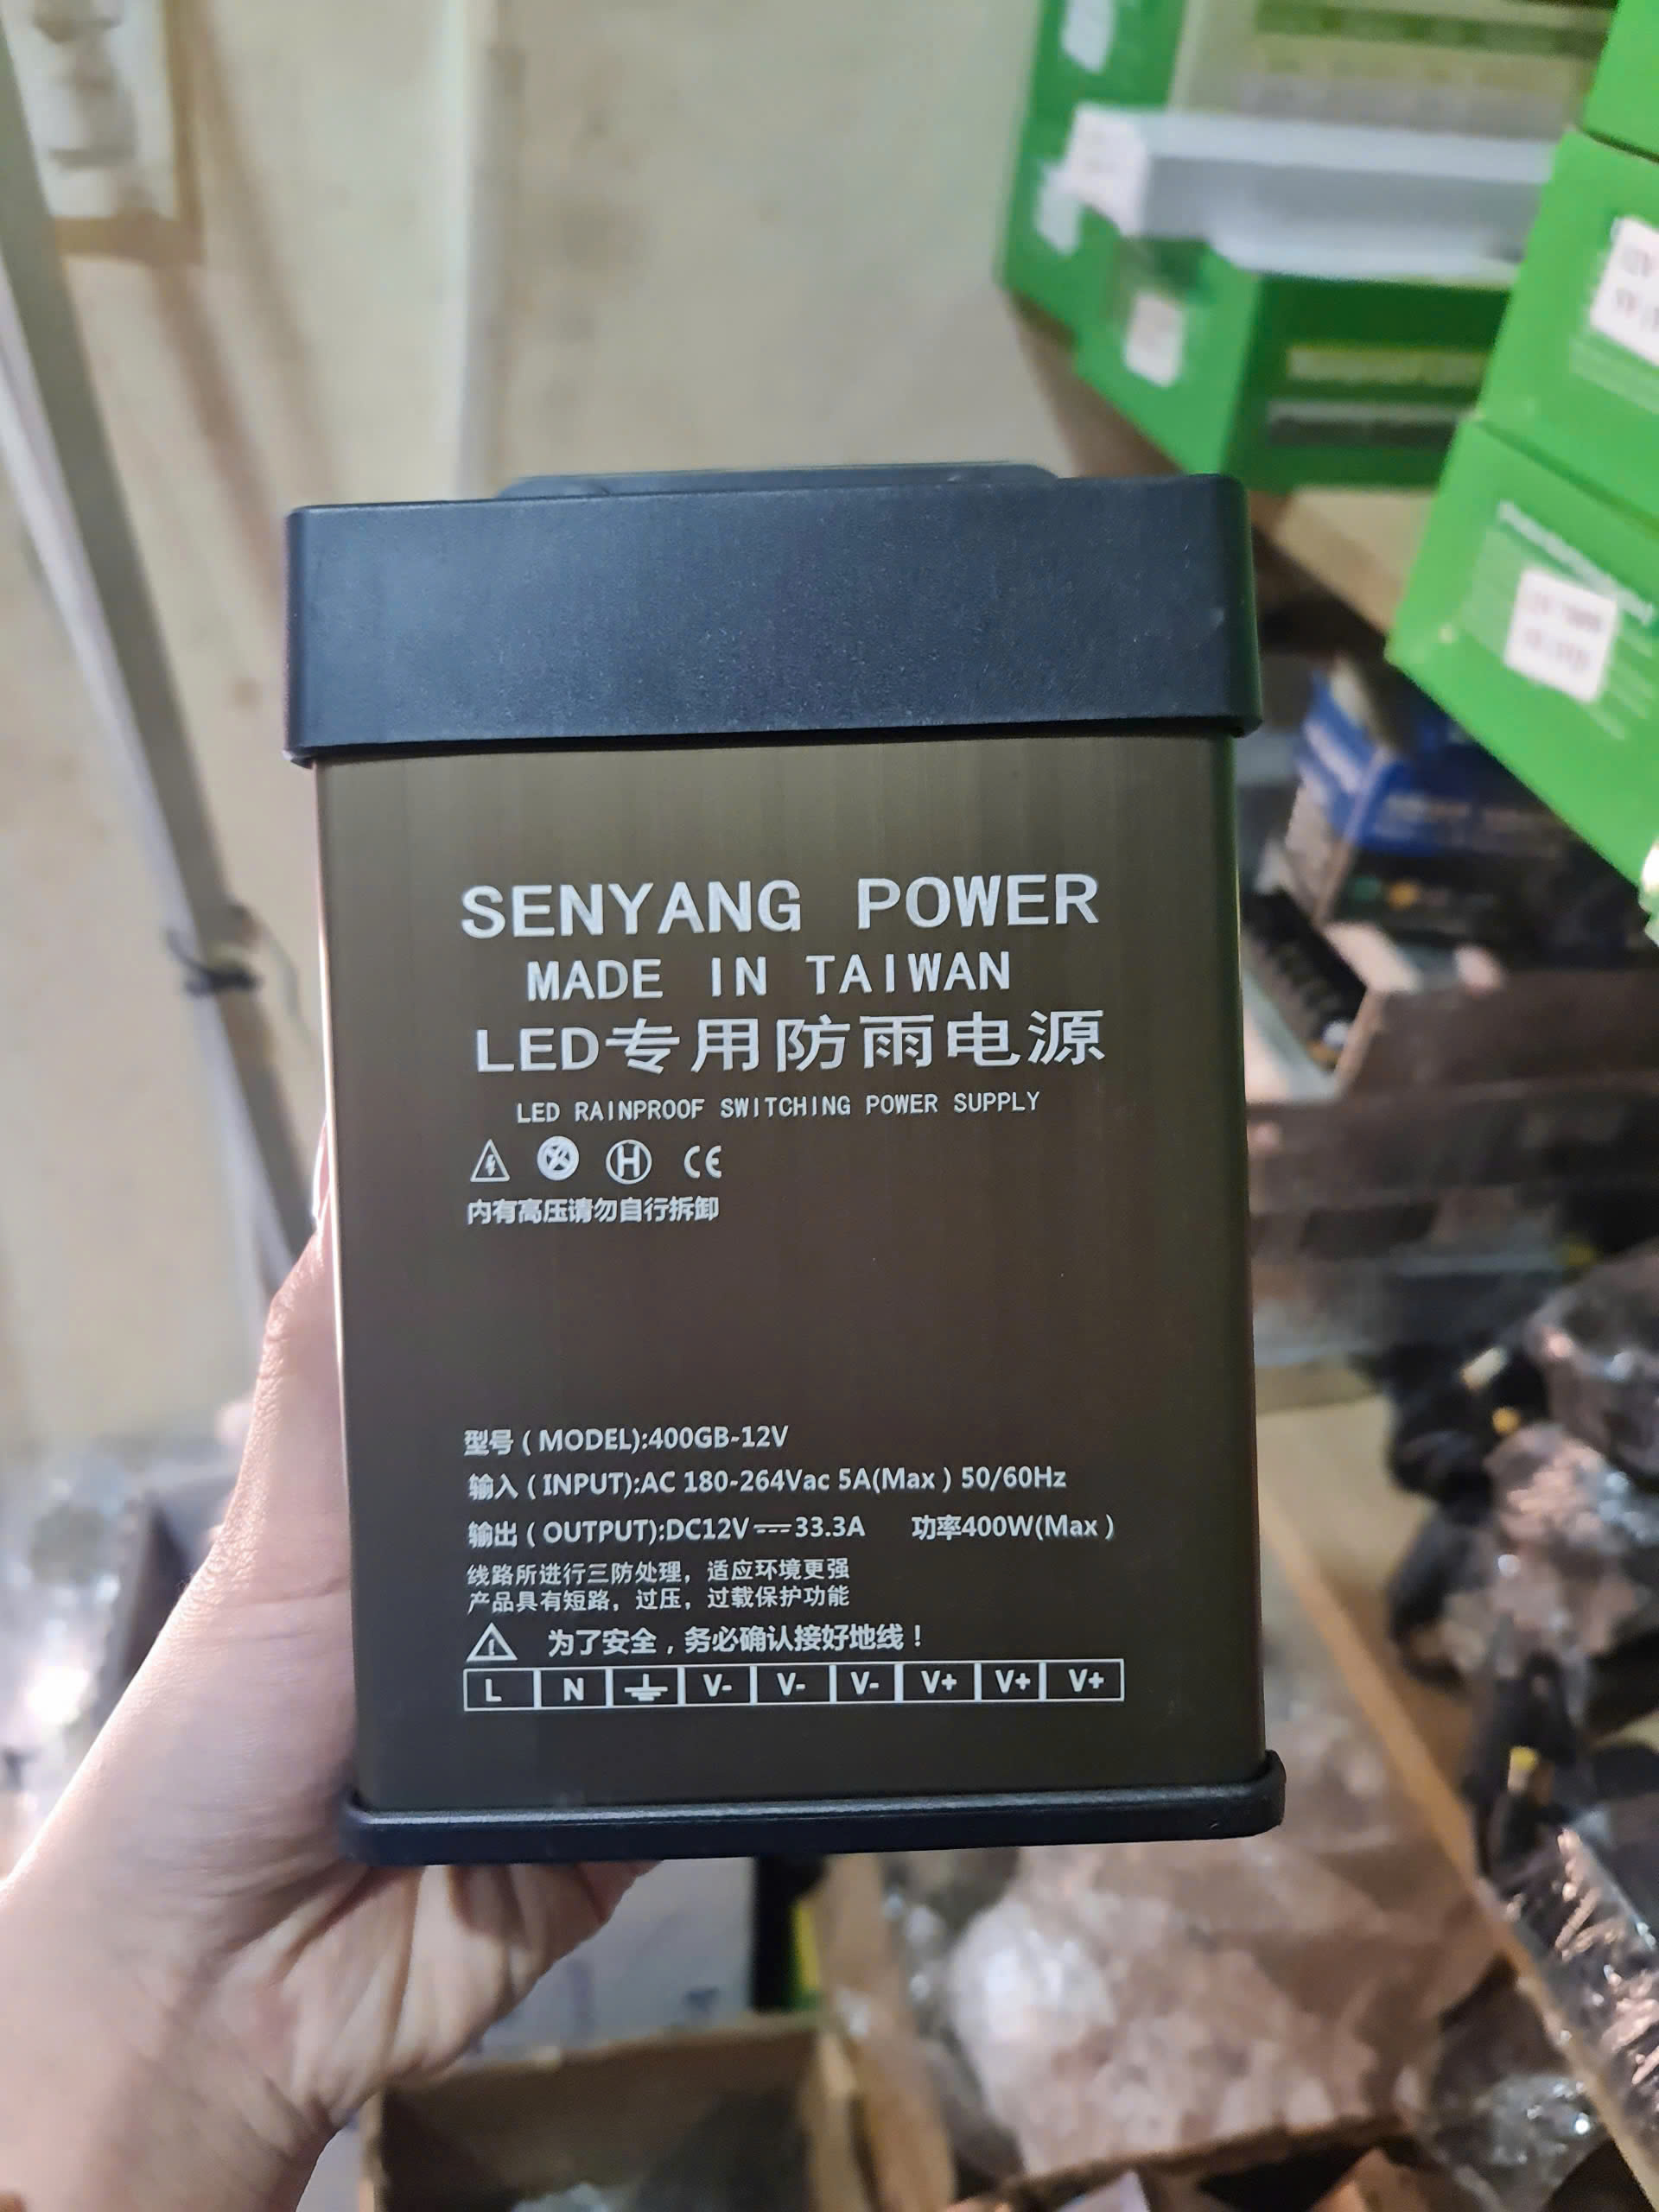 SENYANG POWER
MADE IN TAIWAN
LED专用防雨电源
LED RAINPROOF SWITCHING POWER SUPPLY
H CE
内有高压请勿自行拆卸
型号(MODEL):400GB-12V
输入(INPUT):AC 180-264Vac 5A(Max) 50/60Hz
输出(OUTPUT):DC12V⎓33.3A 功率400W(Max)
线路所进行三防处理，适应环境更强
产品具有短路，过压，过载保护功能
为了安全，务必确认接好地线！
L N V- V- V- V+ V+ V+